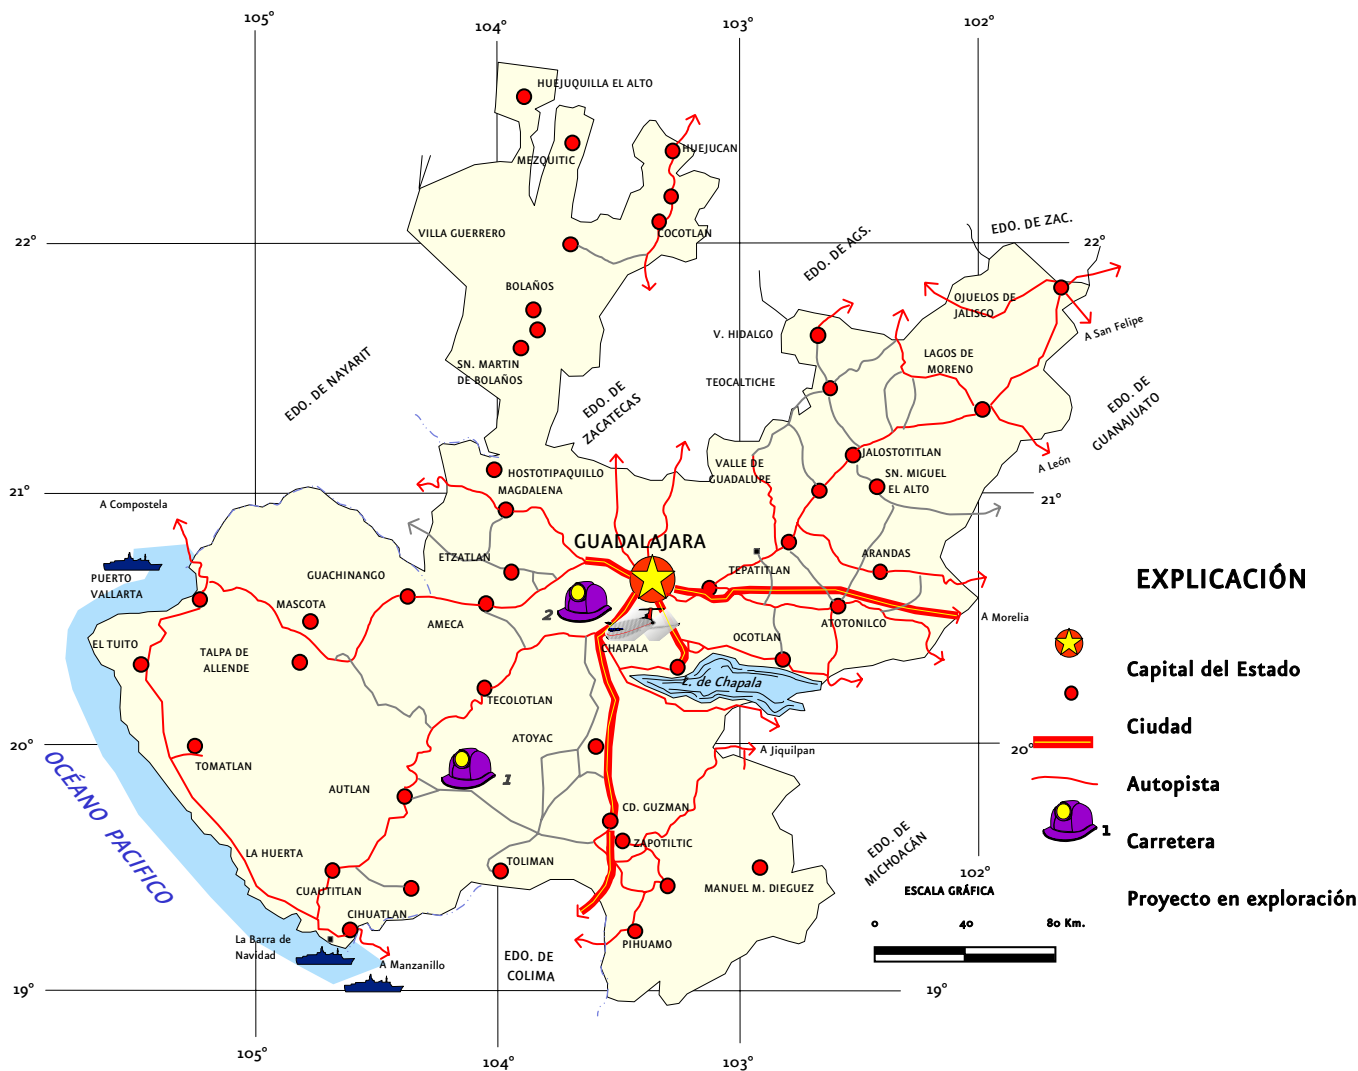 105°
104°
103°
102°
HUEJUQUILLA EL ALTO
MEZQUITIC
HUEJUCAN
VILLA GUERRERO
COCOTLAN
EDO. DE ZAC.
EDO. DE AGS.
22°
22°
BOLAÑOS
OJUELOS DE
JALISCO
A San Felipe
V. HIDALGO
LAGOS DE
MORENO
SN. MARTIN
DE BOLAÑOS
EDO. DE NAYARIT
TEOCALTICHE
EDO. DE
ZACATECAS
EDO. DE
GUANAJUATO
JALOSTOTITLAN
A León
VALLE DE
GUADALUPE
SN. MIGUEL
EL ALTO
HOSTOTIPAQUILLO
MAGDALENA
21°
21°
A Compostela
GUADALAJARA
ETZATLAN
ARANDAS
TEPATITLAN
GUACHINANGO
PUERTO
VALLARTA
MASCOTA
AMECA
2
ATOTONILCO
A Morelia
EL TUITO
TALPA DE
ALLENDE
CHAPALA
OCOTLAN
L. de Chapala
TECOLOTLAN
ATOYAC
20°
20°
A Jiquilpan
TOMATLAN
AUTLAN
1
OCÉANO PACIFICO
CD. GUZMAN
ZAPOTILTIC
LA HUERTA
TOLIMAN
EDO. DE
MICHOACÁN
102°
CUAUTITLAN
MANUEL M. DIEGUEZ
ESCALA GRÁFICA
CIHUATLAN
0 40 80 Km.
La Barra de
Navidad
PIHUAMO
A Manzanillo
EDO. DE
COLIMA
19°
19°
105°
104°
103°
EXPLICACIÓN
Capital del Estado
Ciudad
Autopista
1
Carretera
Proyecto en exploración